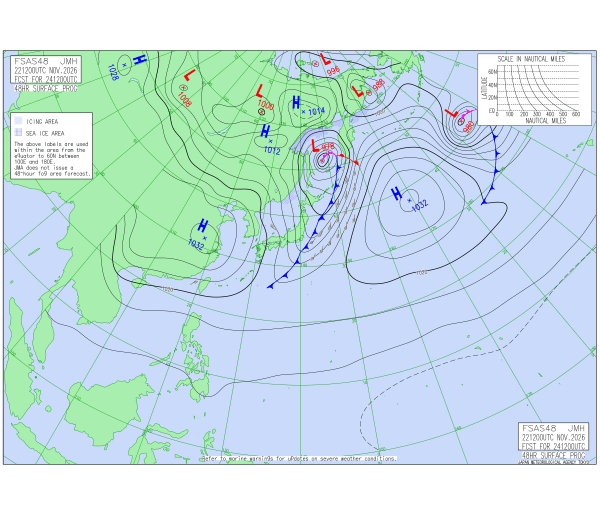 FSAS48 JMH
221200UTC NOV.2026
FCST FOR 241200UTC
48HR SURFACE PROG
ICING AREA
SEA ICE AREA
The above labels are used
within the area from the
equator to 60N between
100E and 180E.
JMA does not issue a
48-hour fog area forecast.
SCALE IN NAUTICAL MILES
LATITUDE
60N
40N
20N
EQ
0 100 200 300 400 500 600
NAUTICAL MILES
H
1028
L
1008
L
1000
L
996
L
988
L
980
H
1014
H
1012
L
978
H
1032
H
1032
1020
1020
Refer to marine warnings for updates on severe weather conditions.
FSAS48 JMH
221200UTC NOV.2026
FCST FOR 241200UTC
48HR SURFACE PROG
JAPAN METEOROLOGICAL AGENCY TOKYO